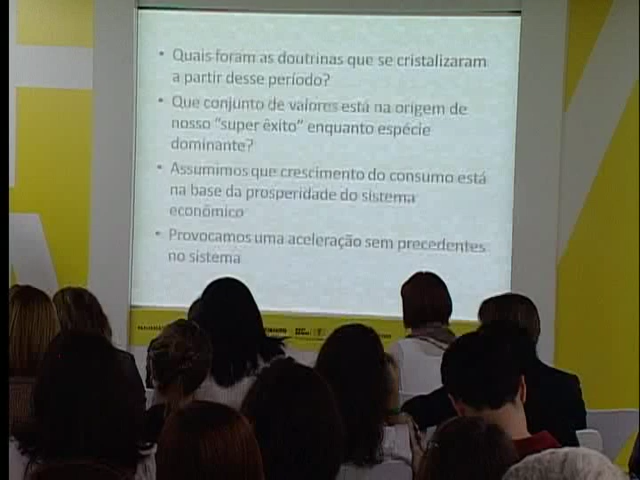 • Quais foram as doutrinas que se cristalizaram
a partir desse período?
• Que conjunto de valores está na origem de
nosso "super êxito" enquanto espécie
dominante?
• Assumimos que crescimento do consumo está
na base da prosperidade do sistema
econômico
• Provocamos uma aceleração sem precedentes
no sistema